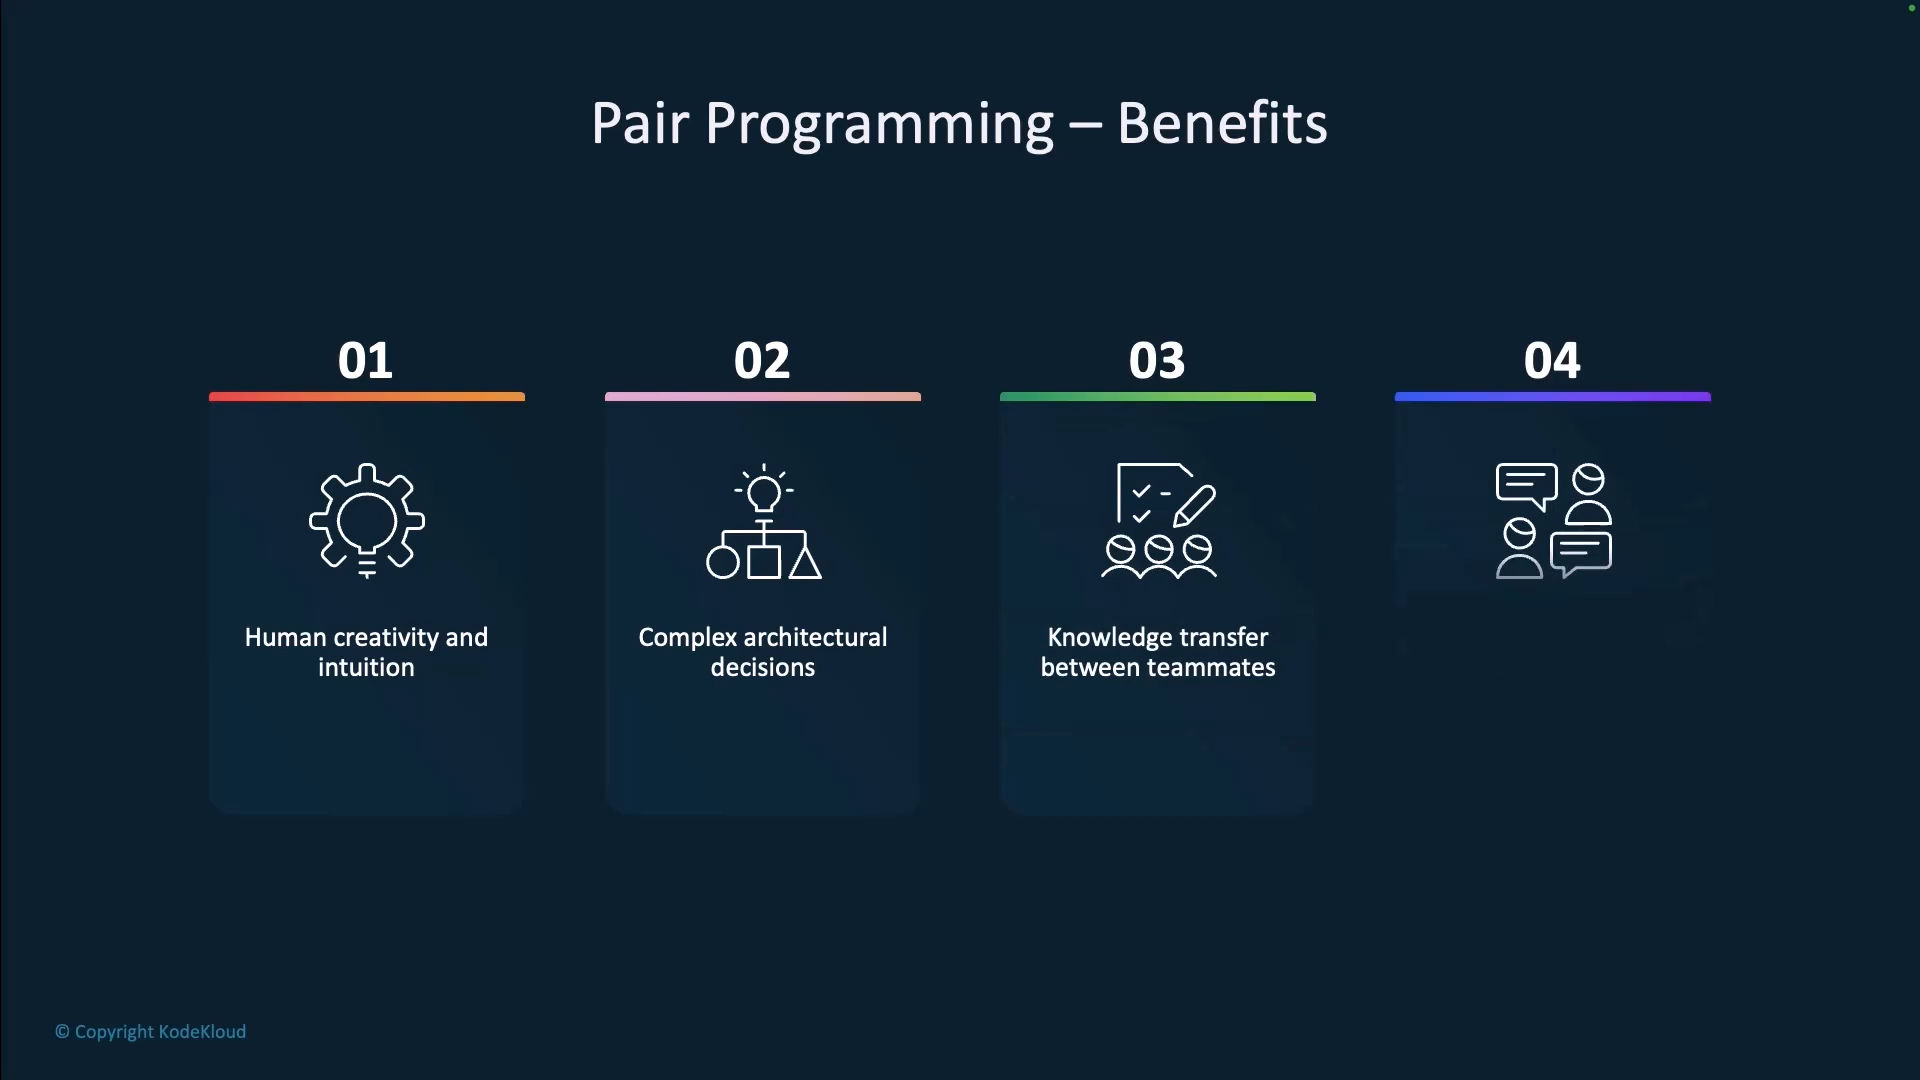 Pair Programming – Benefits
01
Human creativity and
intuition
02
Complex architectural
decisions
03
Knowledge transfer
between teammates
04
© Copyright KodeKloud